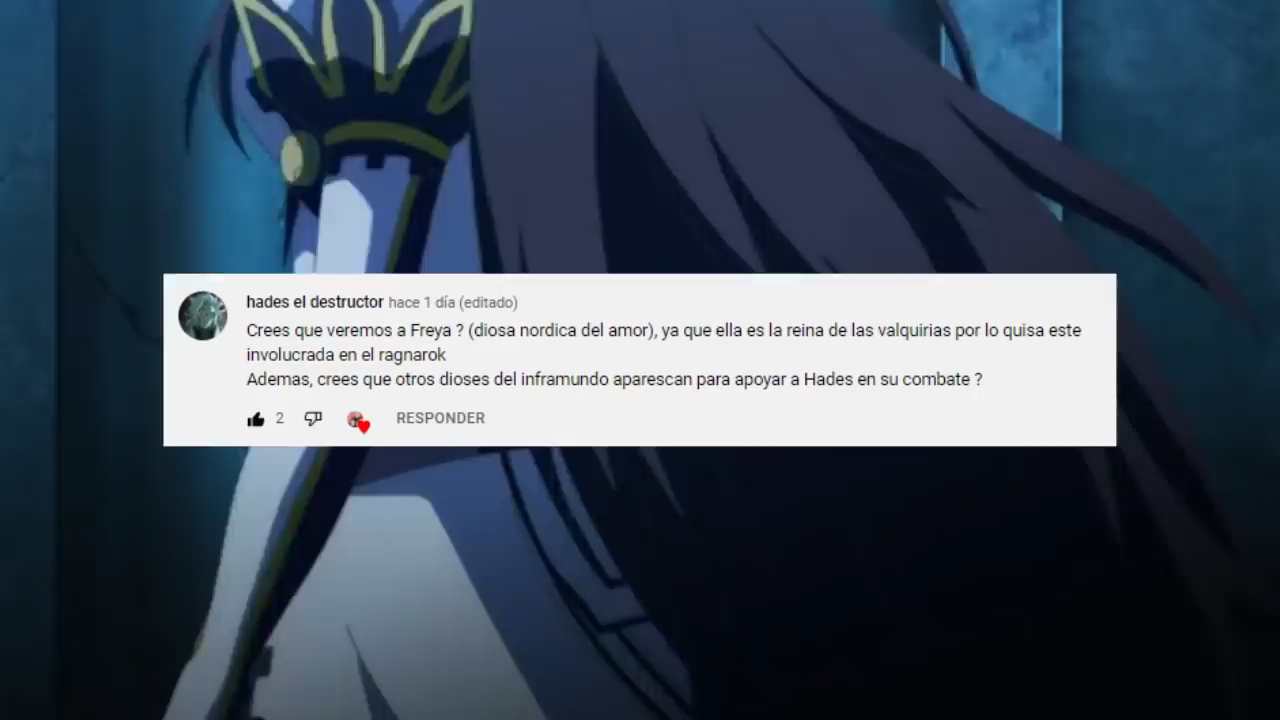 hades el destructor hace 1 día (editado)
Crees que veremos a Freya ? (diosa nordica del amor), ya que ella es la reina de las valquirias por lo quisa este
involucrada en el ragnarok
Ademas, crees que otros dioses del inframundo aparescan para apoyar a Hades en su combate ?
2 RESPONDER